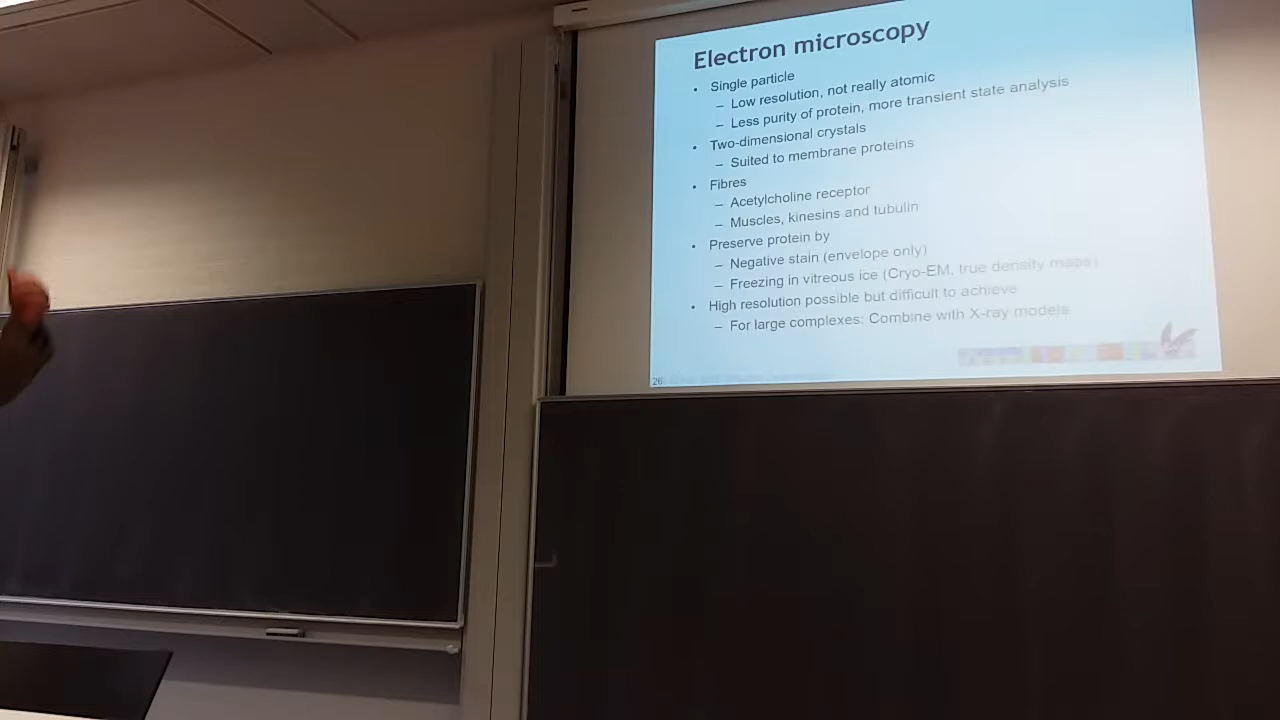 Electron microscopy
• Single particle
– Low resolution, not really atomic
– Less purity of protein, more transient state analysis
• Two-dimensional crystals
– Suited to membrane proteins
• Fibres
– Acetylcholine receptor
– Muscles, kinesins and tubulin
• Preserve protein by
– Negative stain (envelope only)
– Freezing in vitreous ice (Cryo-EM, true density maps)
• High resolution possible but difficult to achieve
– For large complexes: Combine with X-ray models
26